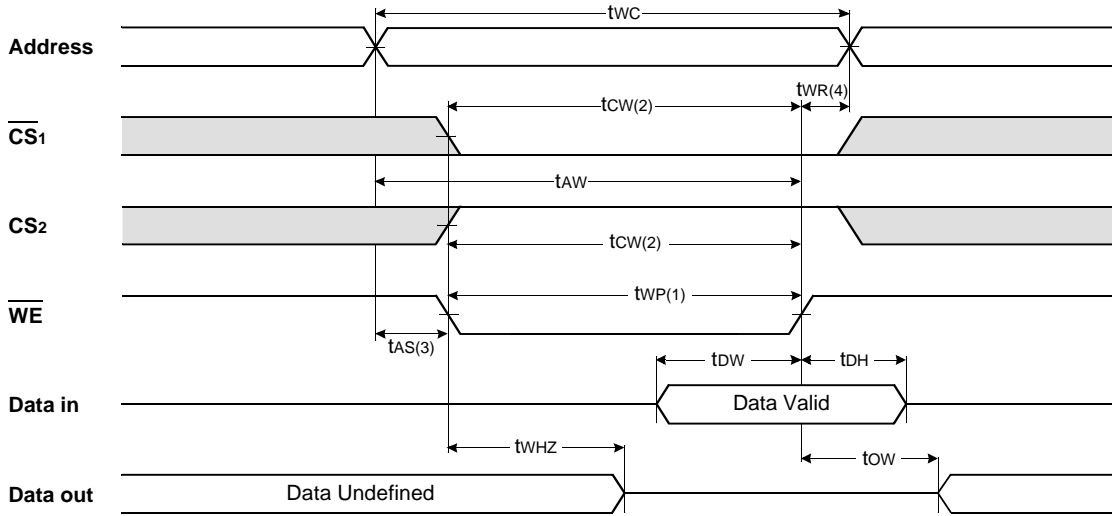 tWC
Address
tCW(2)
tWR(4)
CS1
tAW
CS2
tCW(2)
tWP(1)
WE
tAS(3)
tDW
tDH
Data in
Data Valid
tWHZ
tOW
Data out
Data Undefined